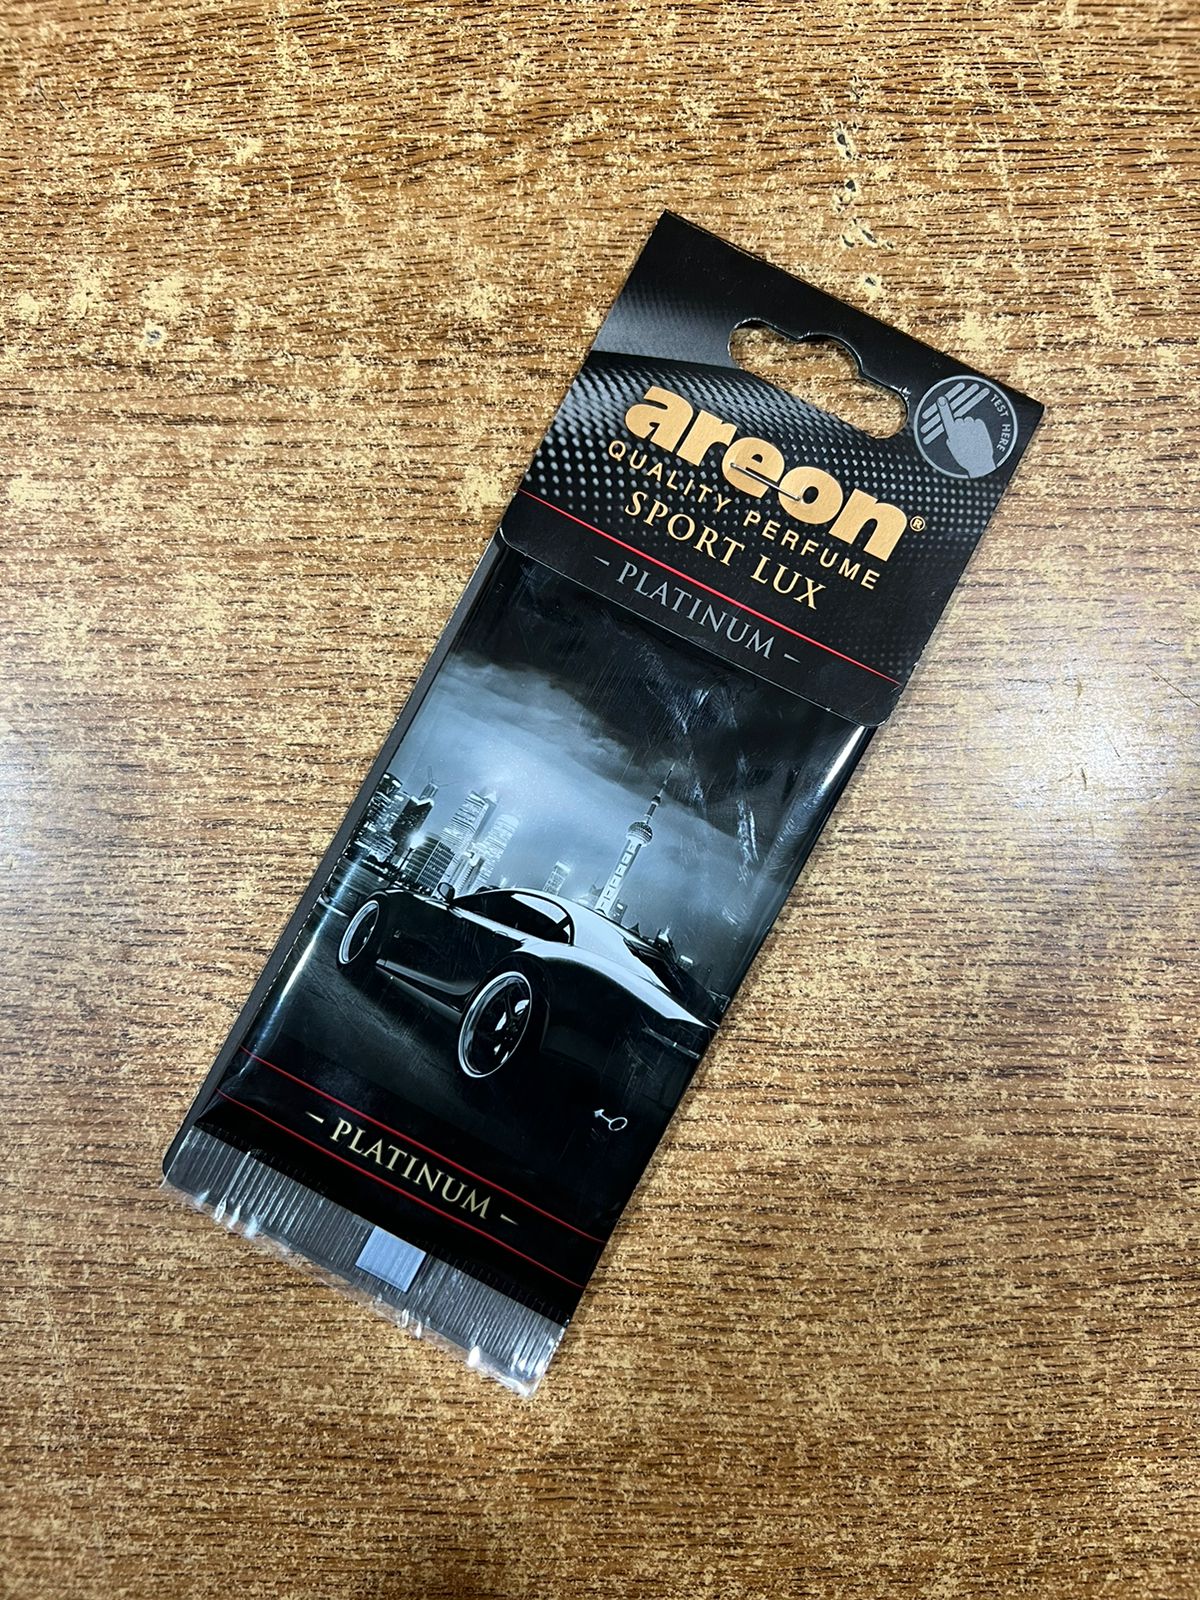 TEST HERE
areon®
QUALITY PERFUME
SPORT LUX
- PLATINUM -
- PLATINUM -